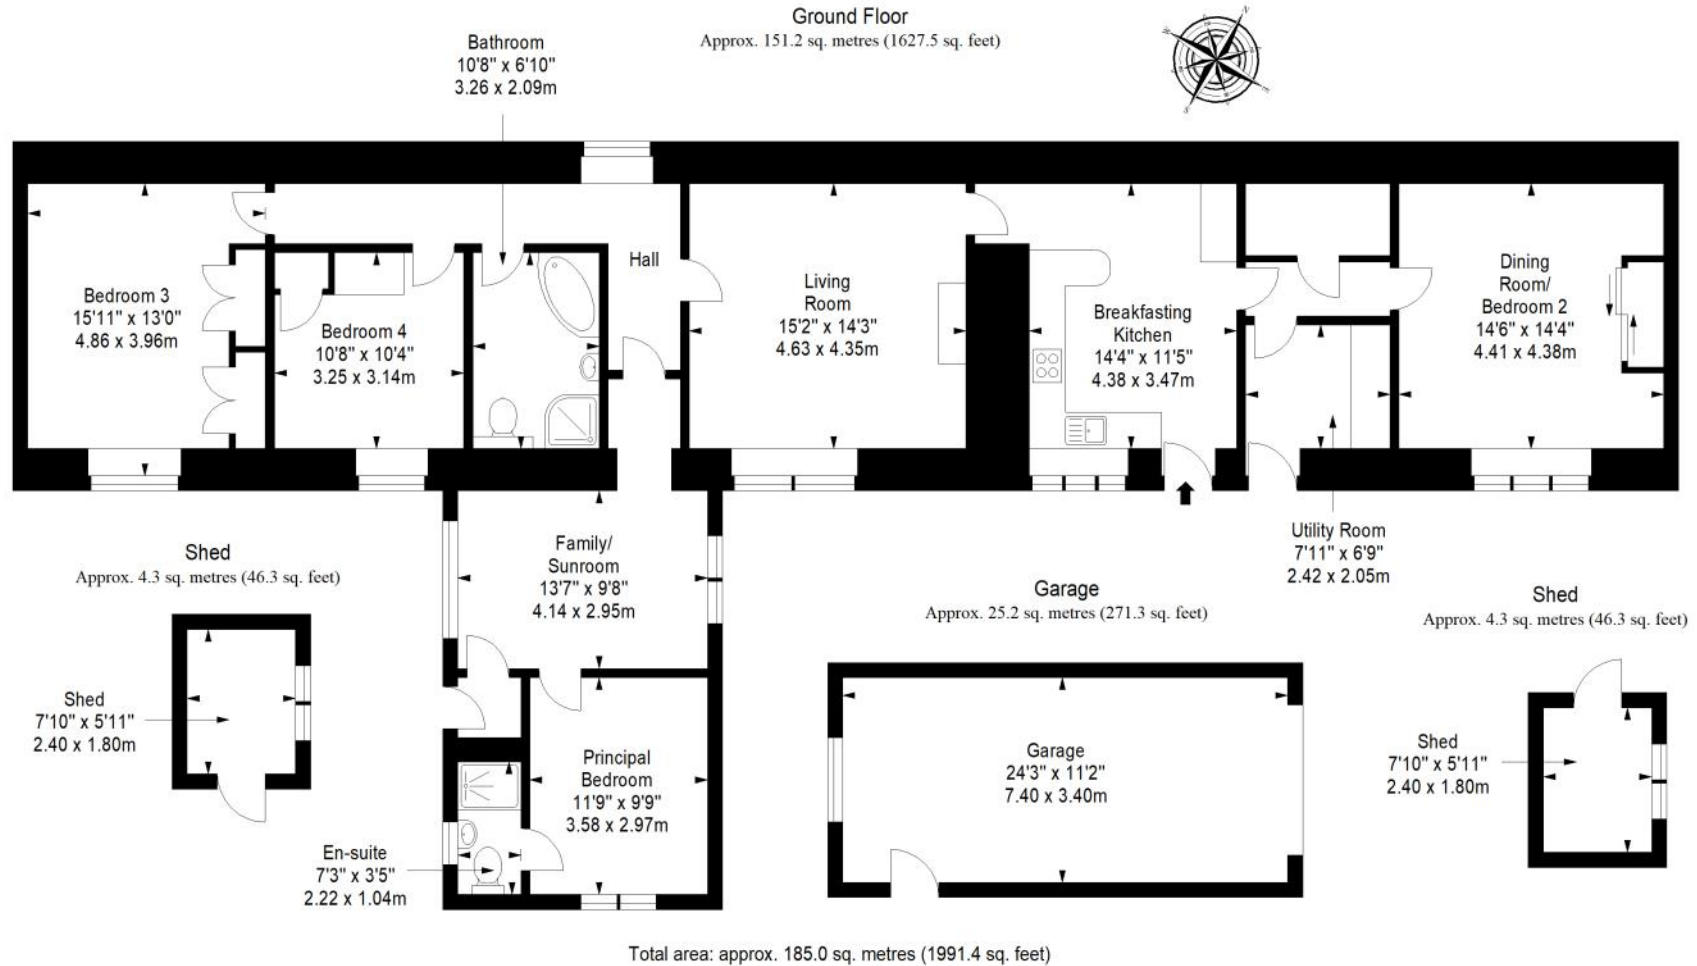 Ground Floor
Approx. 151.2 sq. metres (1627.5 sq. feet)
N
E
S
W
Bathroom
10'8" x 6'10"
3.26 x 2.09m
Bedroom 3
15'11" x 13'0"
4.86 x 3.96m
Bedroom 4
10'8" x 10'4"
3.25 x 3.14m
Hall
Living
Room
15'2" x 14'3"
4.63 x 4.35m
Breakfasting
Kitchen
14'4" x 11'5"
4.38 x 3.47m
Dining
Room/
Bedroom 2
14'6" x 14'4"
4.41 x 4.38m
Utility Room
7'11" x 6'9"
2.42 x 2.05m
Family/
Sunroom
13'7" x 9'8"
4.14 x 2.95m
Principal
Bedroom
11'9" x 9'9"
3.58 x 2.97m
En-suite
7'3" x 3'5"
2.22 x 1.04m
Shed
Approx. 4.3 sq. metres (46.3 sq. feet)
Shed
7'10" x 5'11"
2.40 x 1.80m
Garage
Approx. 25.2 sq. metres (271.3 sq. feet)
Garage
24'3" x 11'2"
7.40 x 3.40m
Shed
Approx. 4.3 sq. metres (46.3 sq. feet)
Shed
7'10" x 5'11"
2.40 x 1.80m
Total area: approx. 185.0 sq. metres (1991.4 sq. feet)